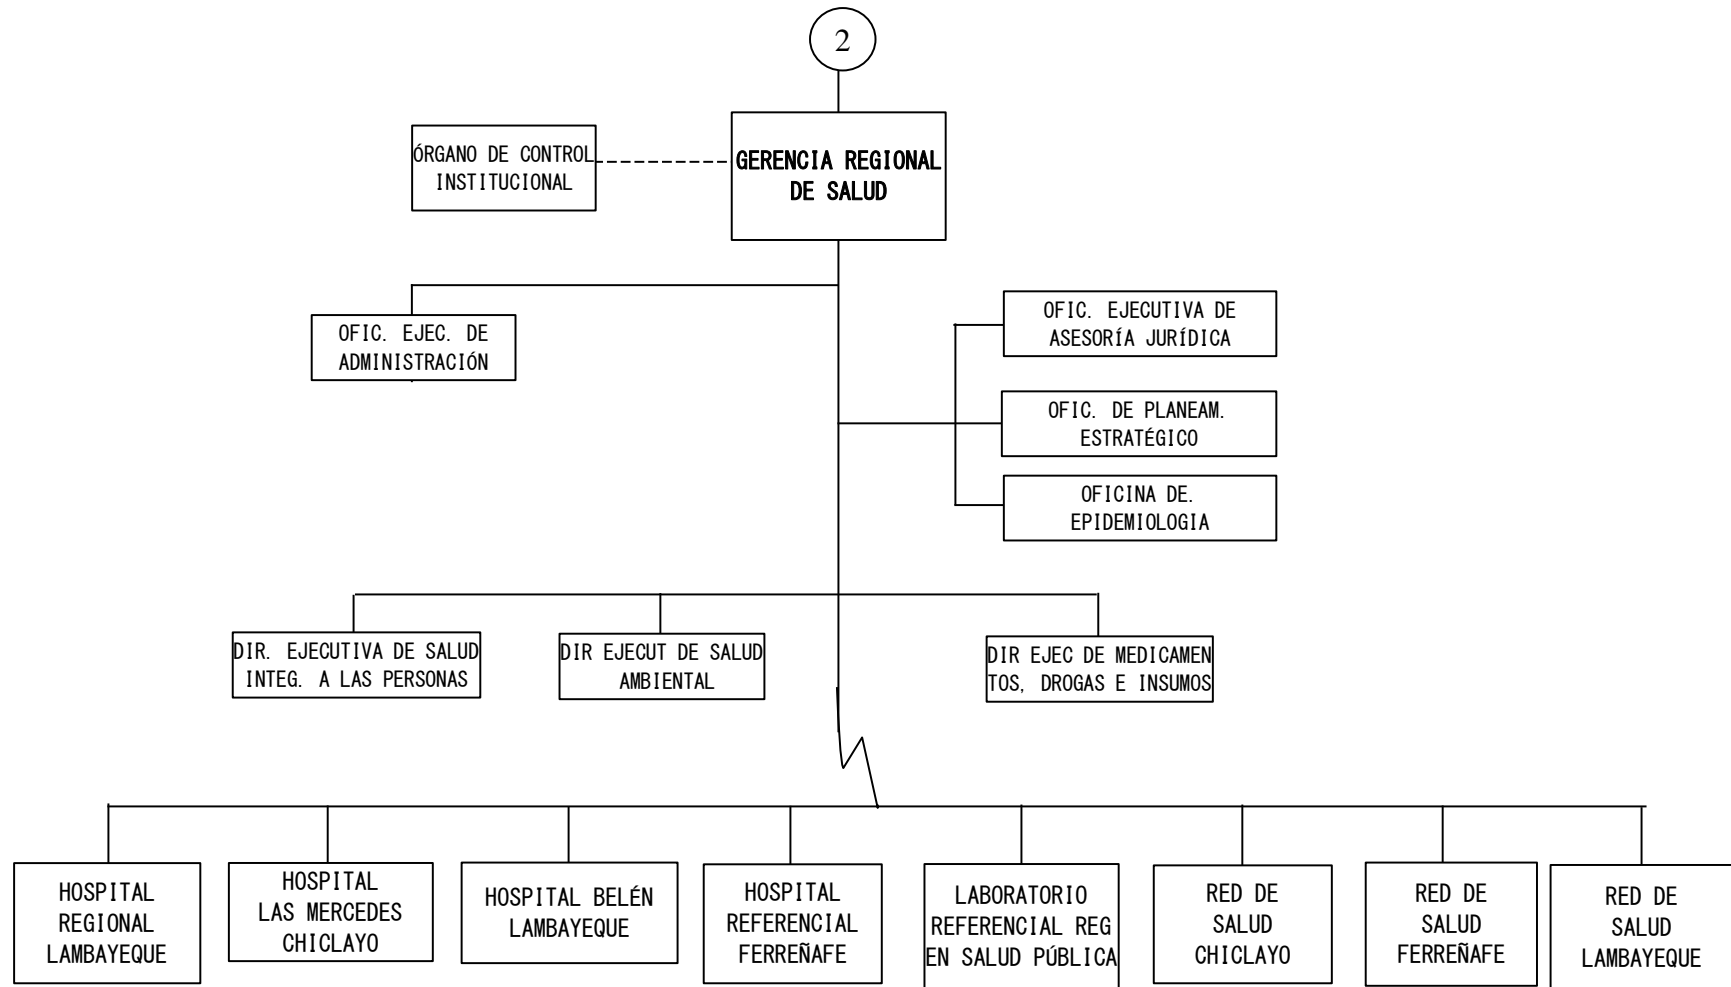 2
ÓRGANO DE CONTROL
INSTITUCIONAL
GERENCIA REGIONAL
DE SALUD
OFIC. EJEC. DE
ADMINISTRACIÓN
OFIC. EJECUTIVA DE
ASESORÍA JURÍDICA
OFIC. DE PLANEAM.
ESTRATÉGICO
OFICINA DE.
EPIDEMIOLOGIA
DIR. EJECUTIVA DE SALUD
INTEG. A LAS PERSONAS
DIR EJECUT DE SALUD
AMBIENTAL
DIR EJEC DE MEDICAMEN
TOS, DROGAS E INSUMOS
HOSPITAL
REGIONAL
LAMBAYEQUE
HOSPITAL
LAS MERCEDES
CHICLAYO
HOSPITAL BELÉN
LAMBAYEQUE
HOSPITAL
REFERENCIAL
FERREÑAFE
LABORATORIO
REFERENCIAL REG
EN SALUD PÚBLICA
RED DE
SALUD
CHICLAYO
RED DE
SALUD
FERREÑAFE
RED DE
SALUD
LAMBAYEQUE